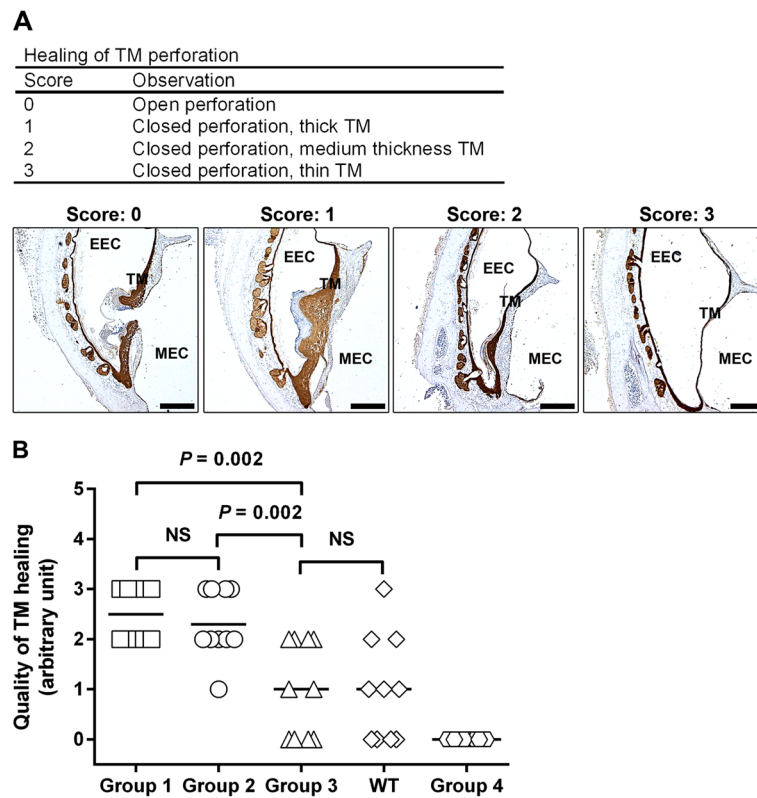 A
Healing of TM perforation
Score Observation
0 Open perforation
1 Closed perforation, thick TM
2 Closed perforation, medium thickness TM
3 Closed perforation, thin TM
Score: 0 Score: 1 Score: 2 Score: 3
EEC EEC EEC EEC
TM TM TM TM
MEC MEC MEC MEC
B
P = 0.002
P = 0.002
NS NS
Quality of TM healing
(arbitrary unit)
5
4
3
2
1
0
Group 1 Group 2 Group 3 WT Group 4